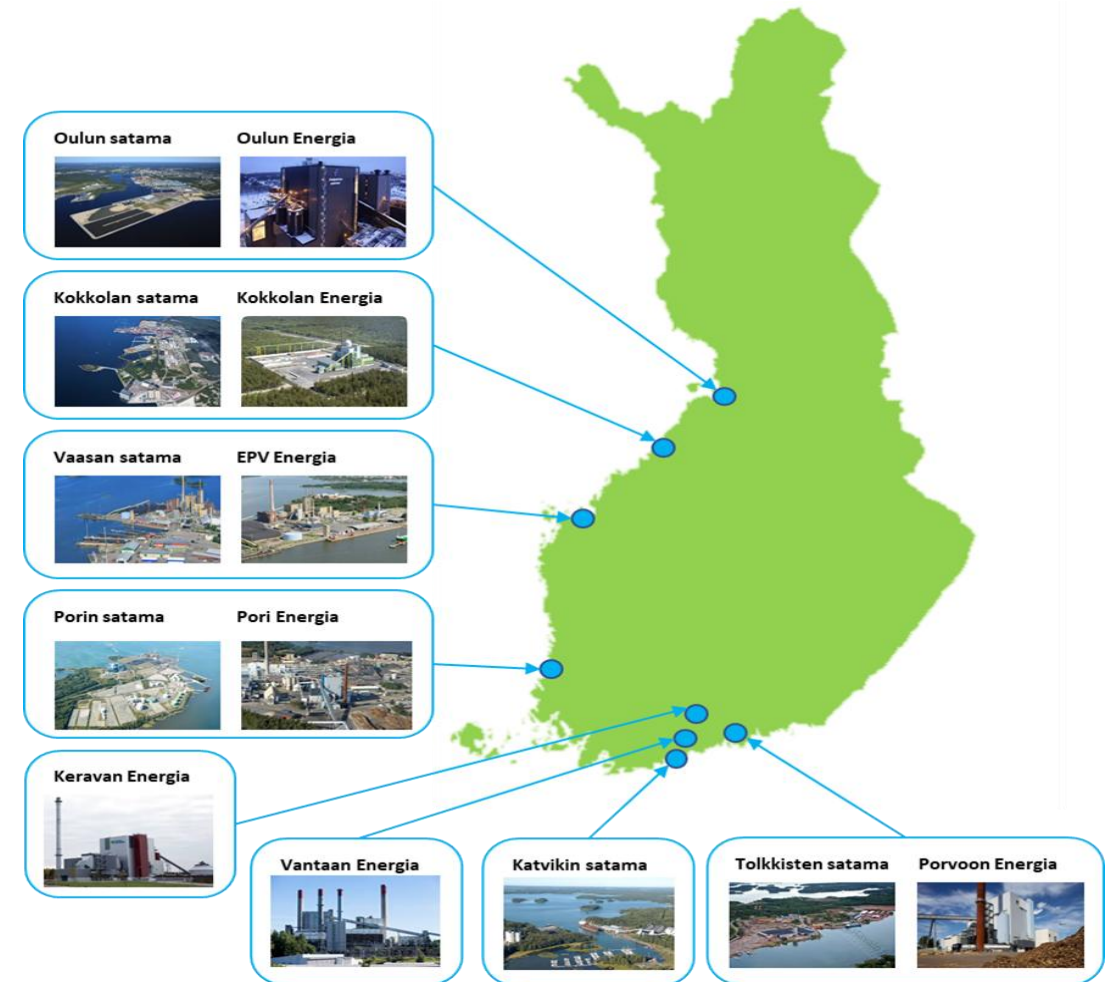 Oulun satama
Oulun Energia
Kokkolan satama
Kokkolan Energia
Vaasan satama
EPV Energia
Porin satama
Pori Energia
Keravan Energia
Vantaan Energia
Katvikin satama
Tolkkisten satama
Porvoon Energia